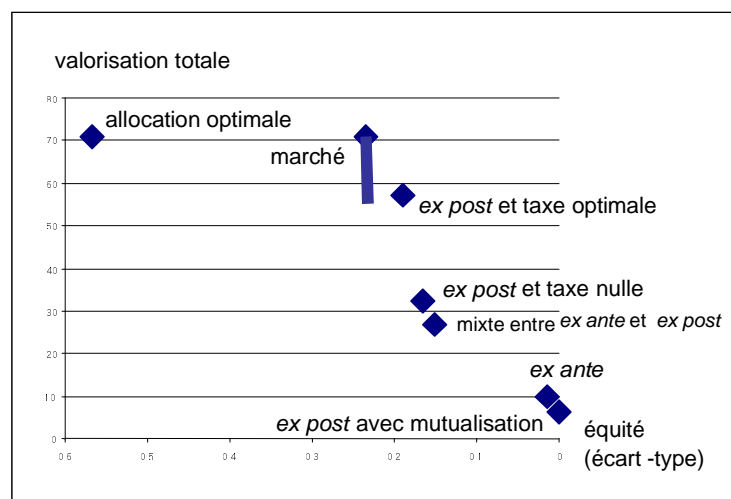 valorisation totale
80
allocation optimale
70
marché
60
ex post et taxe optimale
50
40
ex post et taxe nulle
30
mixte entre ex ante et ex post
20
ex ante
10
ex post avec mutualisation
équité
0
(écart -type)
0.6 0.5 0.4 0.3 0.2 0.1 0